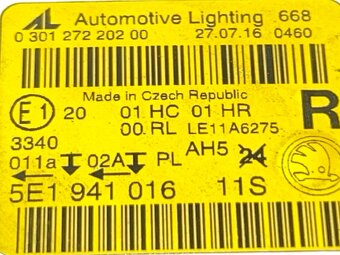 AL Automotive Lighting 668
0 301 272 202 00 27.07.16 0460
Made in Czech Republic
E1 20 01 HC 01 HR R
00 RL LE11A6275
3340 AH5 24
011a 02A PL
5E1 941 016 11S